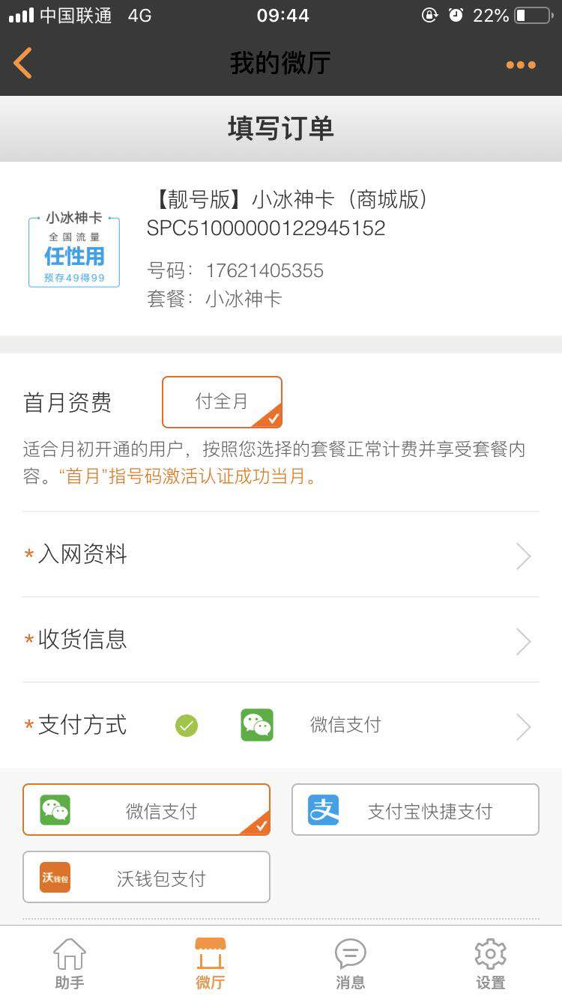 中国联通 4G 09:44 22%
我的微厅
填写订单
小冰神卡
全国流量
任性用
预存49得99
【靓号版】小冰神卡（商城版）
SPC51000000122945152
号码：17621405355
套餐：小冰神卡
首月资费 付全月
适合月初开通的用户，按照您选择的套餐正常计费并享受套餐内
容。“首月”指号码激活认证成功当月。
*入网资料
*收货信息
*支付方式 微信支付
微信支付 支付宝快捷支付
沃钱包 沃钱包支付
助手 微厅 消息 设置